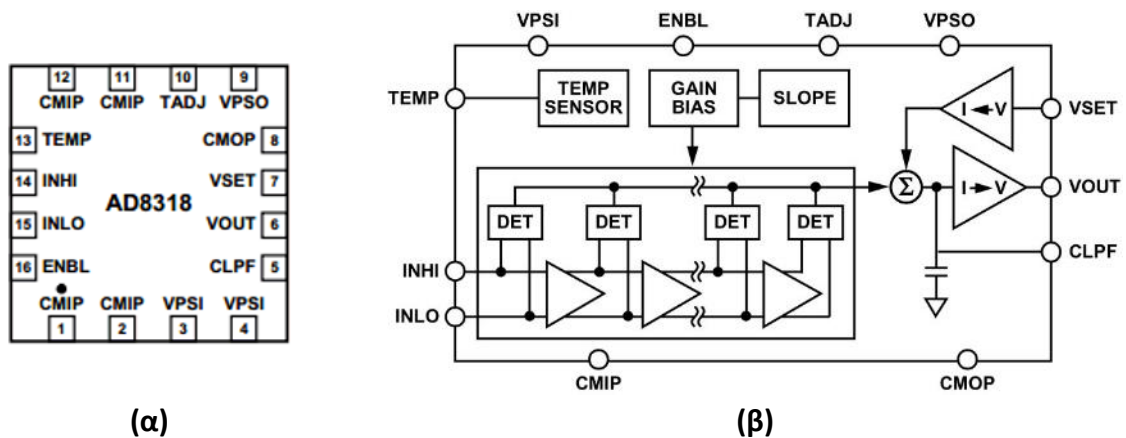 12 11 10 9
CMIP CMIP TADJ VPSO
13 TEMP CMOP 8
14 INHI VSET 7
AD8318
15 INLO VOUT 6
16 ENBL CLPF 5
CMIP CMIP VPSI VPSI
1 2 3 4
(α)
VPSI ENBL TADJ VPSO
TEMP
TEMP
SENSOR
GAIN
BIAS
SLOPE
I V
VSET
Σ
I V
VOUT
DET DET DET DET
CLPF
INHI
INLO
CMIP CMOP
(β)